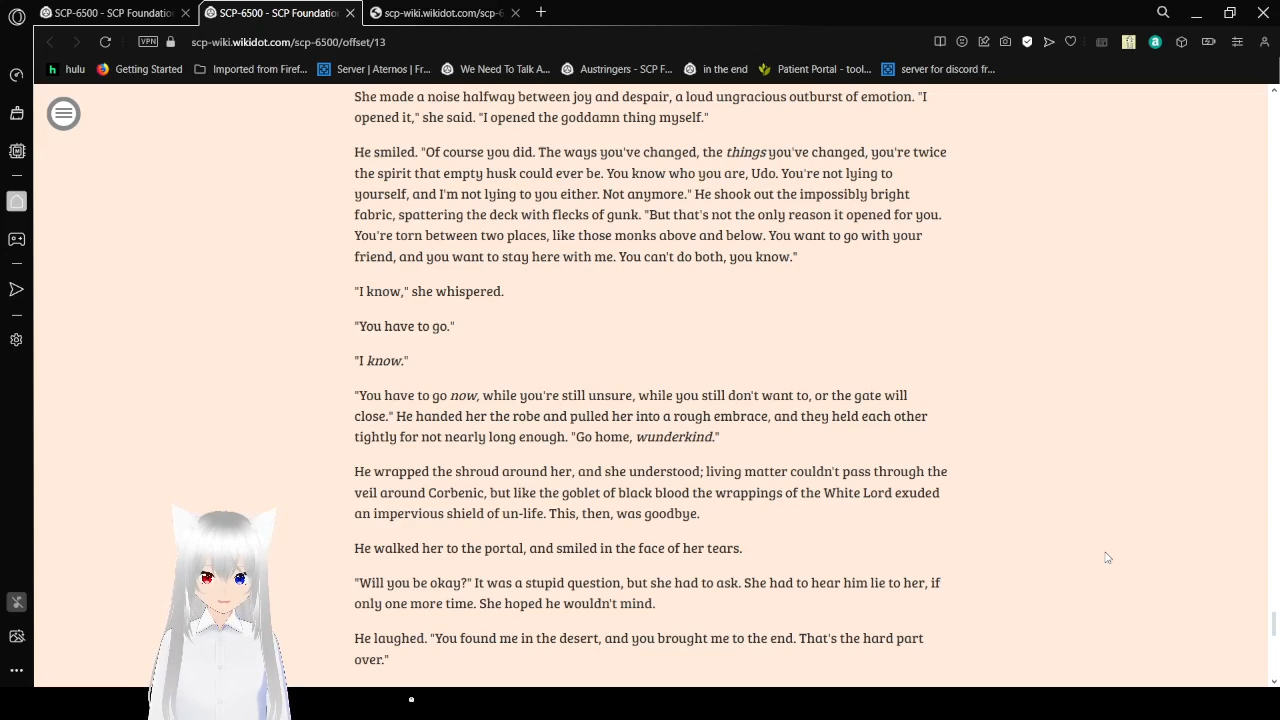 SCP-6500 - SCP Foundatio
SCP-6500 - SCP Foundatio
scp-wiki.wikidot.com/scp-6
VPN
scp-wiki.wikidot.com/scp-6500/offset/13
hulu
Getting Started
Imported from Firef...
Server | Aternos | Fr...
We Need To Talk A...
Austringers - SCP F...
in the end
Patient Portal - tool...
server for discord fr...
She made a noise halfway between joy and despair, a loud ungracious outburst of emotion. "I
opened it," she said. "I opened the goddamn thing myself."
He smiled. "Of course you did. The ways you've changed, the things you've changed, you're twice
the spirit that empty husk could ever be. You know who you are, Udo. You're not lying to
yourself, and I'm not lying to you either. Not anymore." He shook out the impossibly bright
fabric, spattering the deck with flecks of gunk. "But that's not the only reason it opened for you.
You're torn between two places, like those monks above and below. You want to go with your
friend, and you want to stay here with me. You can't do both, you know."
"I know," she whispered.
"You have to go."
"I know."
"You have to go now, while you're still unsure, while you still don't want to, or the gate will
close." He handed her the robe and pulled her into a rough embrace, and they held each other
tightly for not nearly long enough. "Go home, wunderkind."
He wrapped the shroud around her, and she understood; living matter couldn't pass through the
veil around Corbenic, but like the goblet of black blood the wrappings of the White Lord exuded
an impervious shield of un-life. This, then, was goodbye.
He walked her to the portal, and smiled in the face of her tears.
"Will you be okay?" It was a stupid question, but she had to ask. She had to hear him lie to her, if
only one more time. She hoped he wouldn't mind.
He laughed. "You found me in the desert, and you brought me to the end. That's the hard part
over."